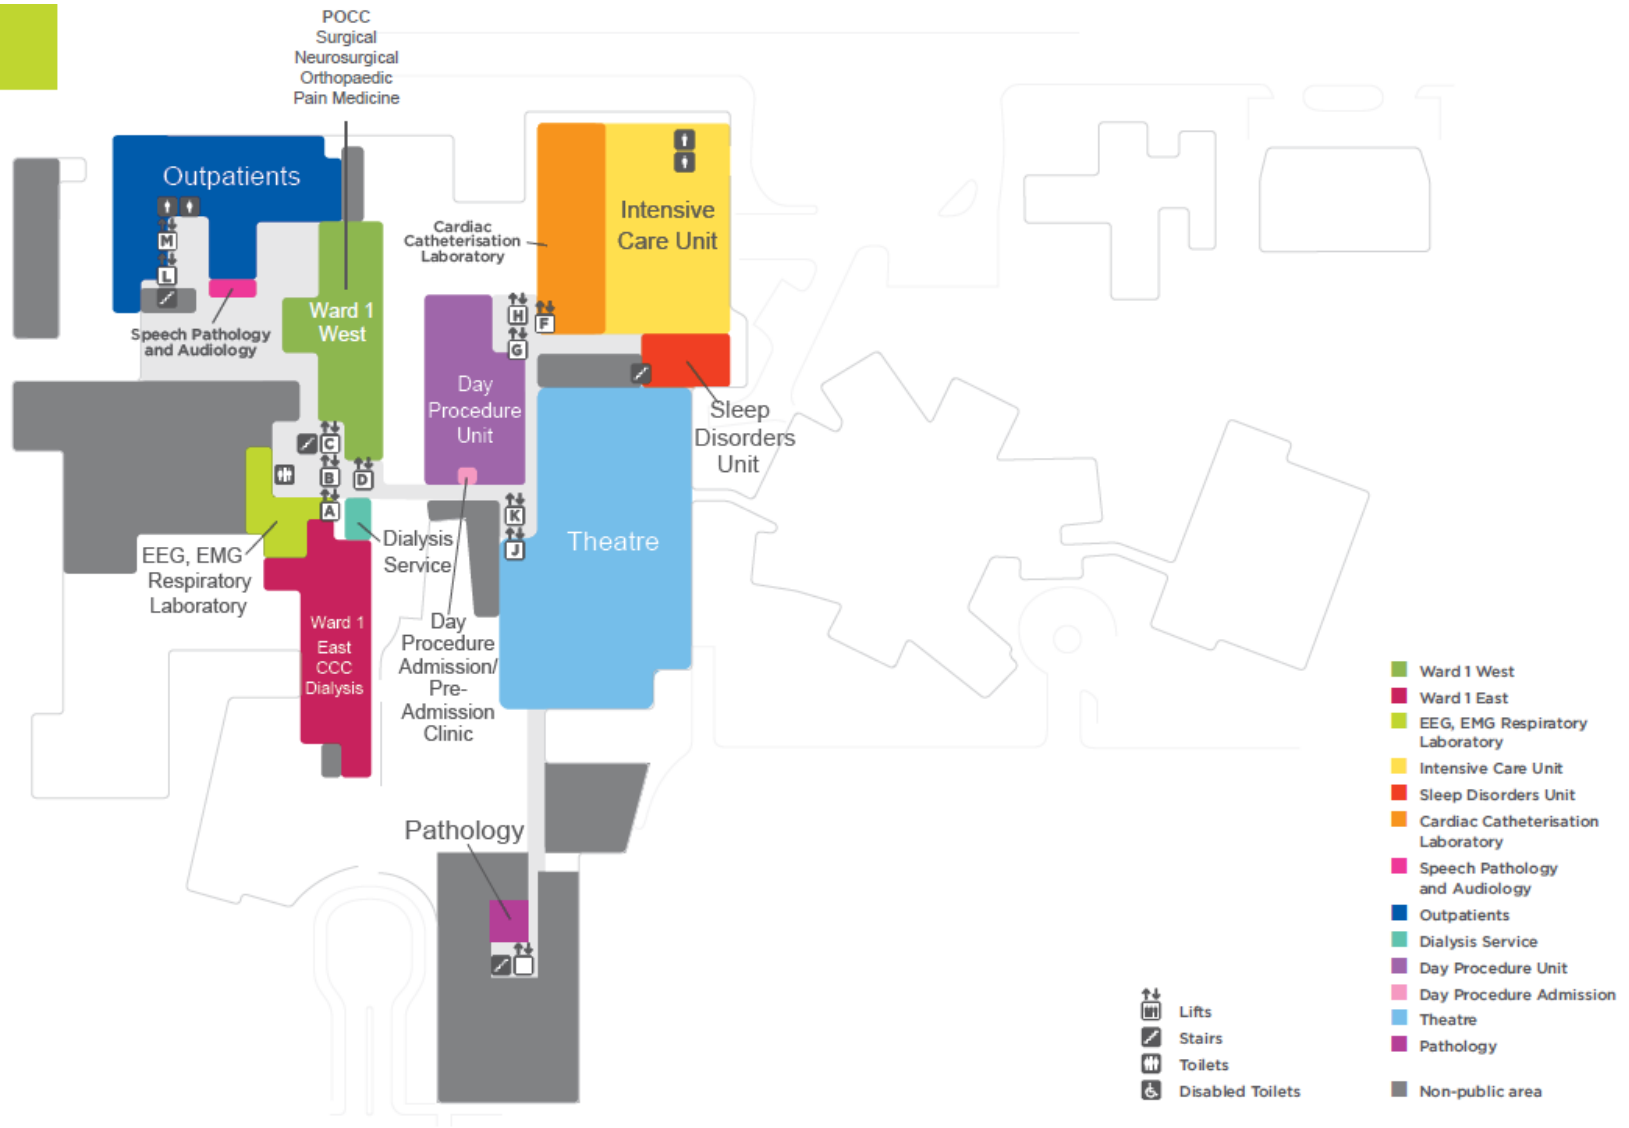 POCC
Surgical
Neurosurgical
Orthopaedic
Pain Medicine
Outpatients
M
L
Speech Pathology
and Audiology
Ward 1
West
Cardiac
Catheterisation
Laboratory
Intensive
Care Unit
H
F
G
Day
Procedure
Unit
Sleep
Disorders
Unit
C
B
D
A
K
J
Theatre
Dialysis
Service
EEG, EMG
Respiratory
Laboratory
Ward 1
East
CCC
Dialysis
Day
Procedure
Admission/
Pre-
Admission
Clinic
Pathology
Lifts
Stairs
Toilets
Disabled Toilets
Ward 1 West
Ward 1 East
EEG, EMG Respiratory
Laboratory
Intensive Care Unit
Sleep Disorders Unit
Cardiac Catheterisation
Laboratory
Speech Pathology
and Audiology
Outpatients
Dialysis Service
Day Procedure Unit
Day Procedure Admission
Theatre
Pathology
Non-public area